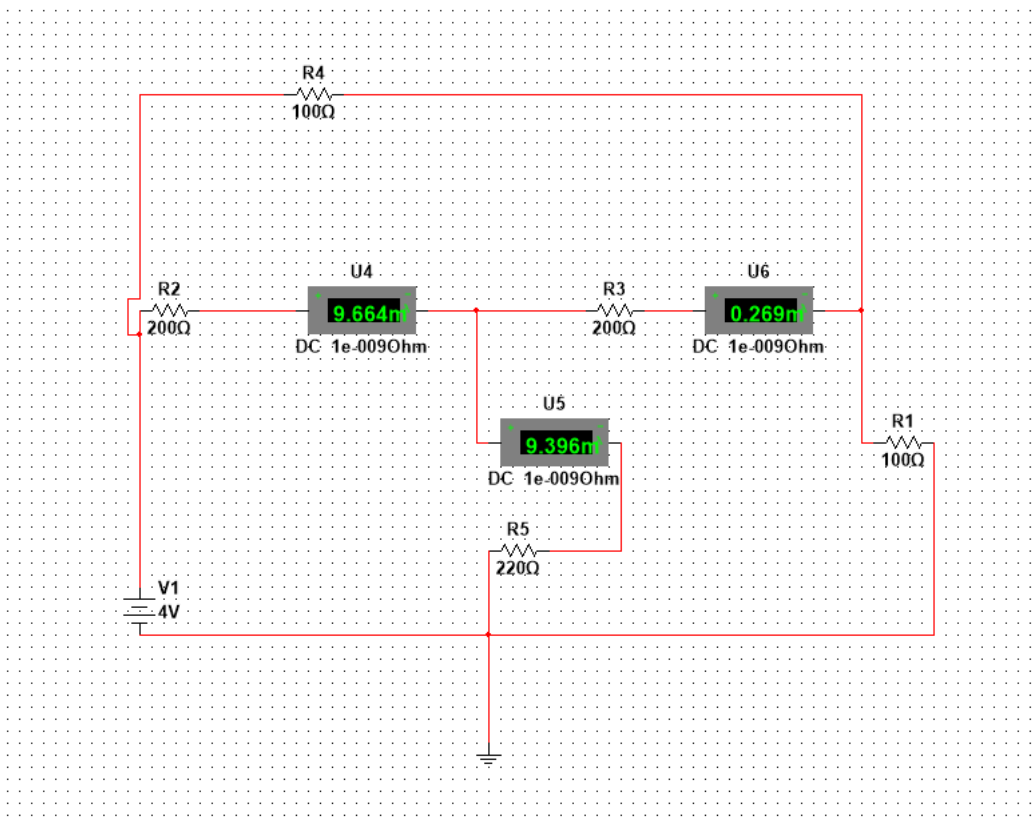 R4
100Ω
U4
U6
R2
9.664m
R3
0.269m
200Ω
200Ω
DC 1e-009Ohm
DC 1e-009Ohm
U5
R1
9.396m
100Ω
DC 1e-009Ohm
R5
220Ω
V1
4V